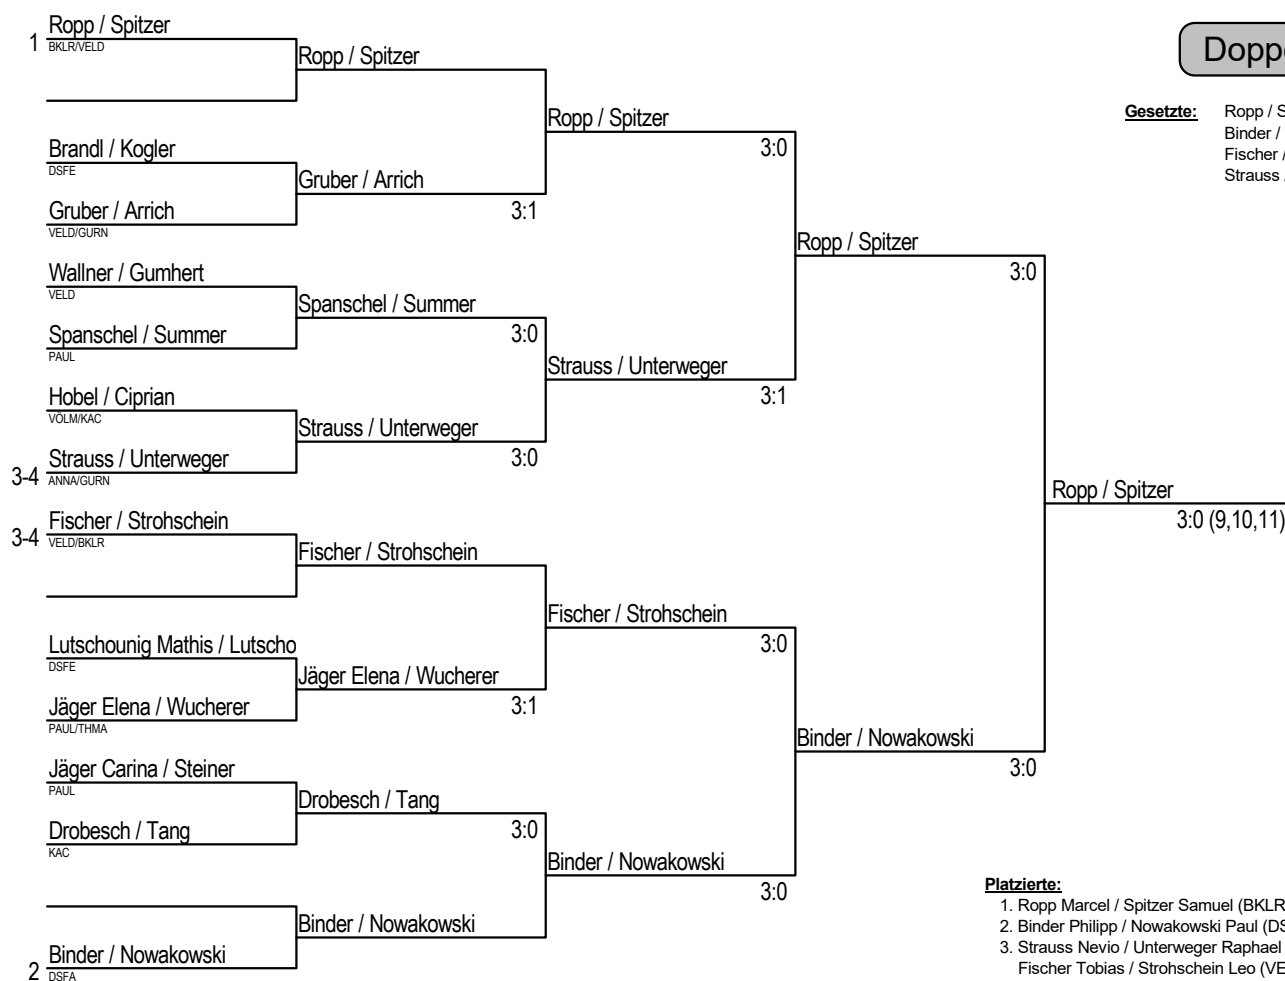 Ropp / Spitzer
1 BKLR/VELD
Brandl / Kogler
DSFE
Gruber / Arrich
VELD/GURN
Wallner / Gumhert
VELD
Spanschel / Summer
PAUL
Hobel / Ciprian
VÖLM/KAC
Strauss / Unterweger
3-4 ANNA/GURN
Fischer / Strohschein
3-4 VELD/BKLR
Lutschounig Mathis / Lutscho
DSFE
Jäger Elena / Wucherer
PAUL/THMA
Jäger Carina / Steiner
PAUL
Drobesch / Tang
KAC
Binder / Nowakowski
2 DSFA
Ropp / Spitzer
Gruber / Arrich
3:1
Spanschel / Summer
3:0
Strauss / Unterweger
3:0
Fischer / Strohschein
Jäger Elena / Wucherer
3:1
Drobesch / Tang
3:0
Binder / Nowakowski
Ropp / Spitzer
3:0
Strauss / Unterweger
3:1
Fischer / Strohschein
3:0
Binder / Nowakowski
3:0
Ropp / Spitzer
3:0
Binder / Nowakowski
3:0
Ropp / Spitzer
3:0 (9,10,11)
Dopp
Gesetzte: Ropp / S
Binder /
Fischer /
Strauss
Platzierte:
1. Ropp Marcel / Spitzer Samuel (BKLR
2. Binder Philipp / Nowakowski Paul (DS
3. Strauss Nevio / Unterweger Raphael
Fischer Tobias / Strohschein Leo (VE